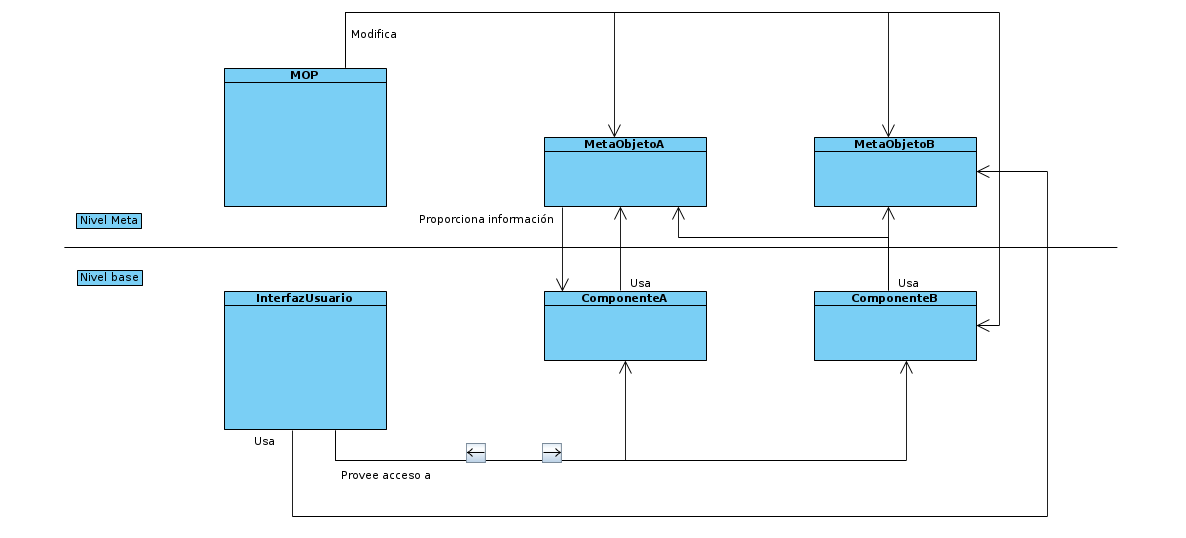 Modifica
MOP
MetaObjetoA
MetaObjetoB
Nivel Meta
Proporciona información
Nivel base
Usa
Usa
InterfazUsuario
ComponenteA
ComponenteB
Usa
Provee acceso a